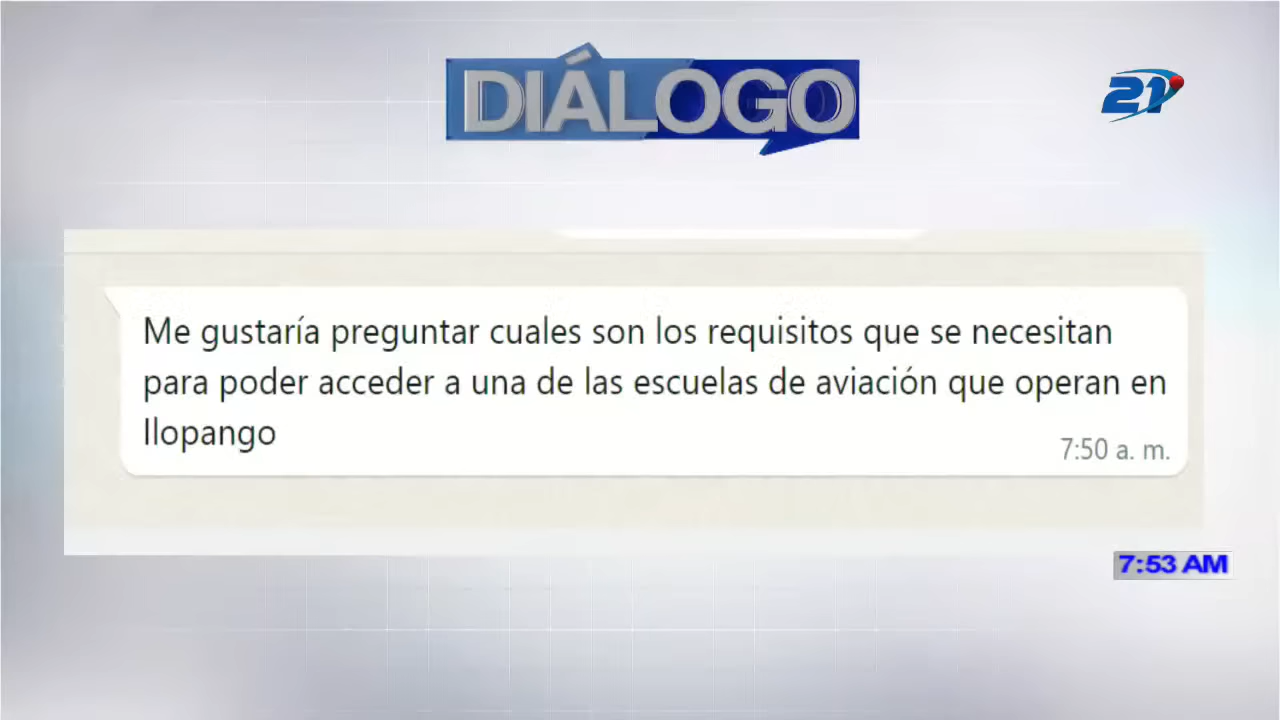 DIÁLOGO
21
Me gustaría preguntar cuales son los requisitos que se necesitan
para poder acceder a una de las escuelas de aviación que operan en
Ilopango
7:50 a. m.
7:53 AM